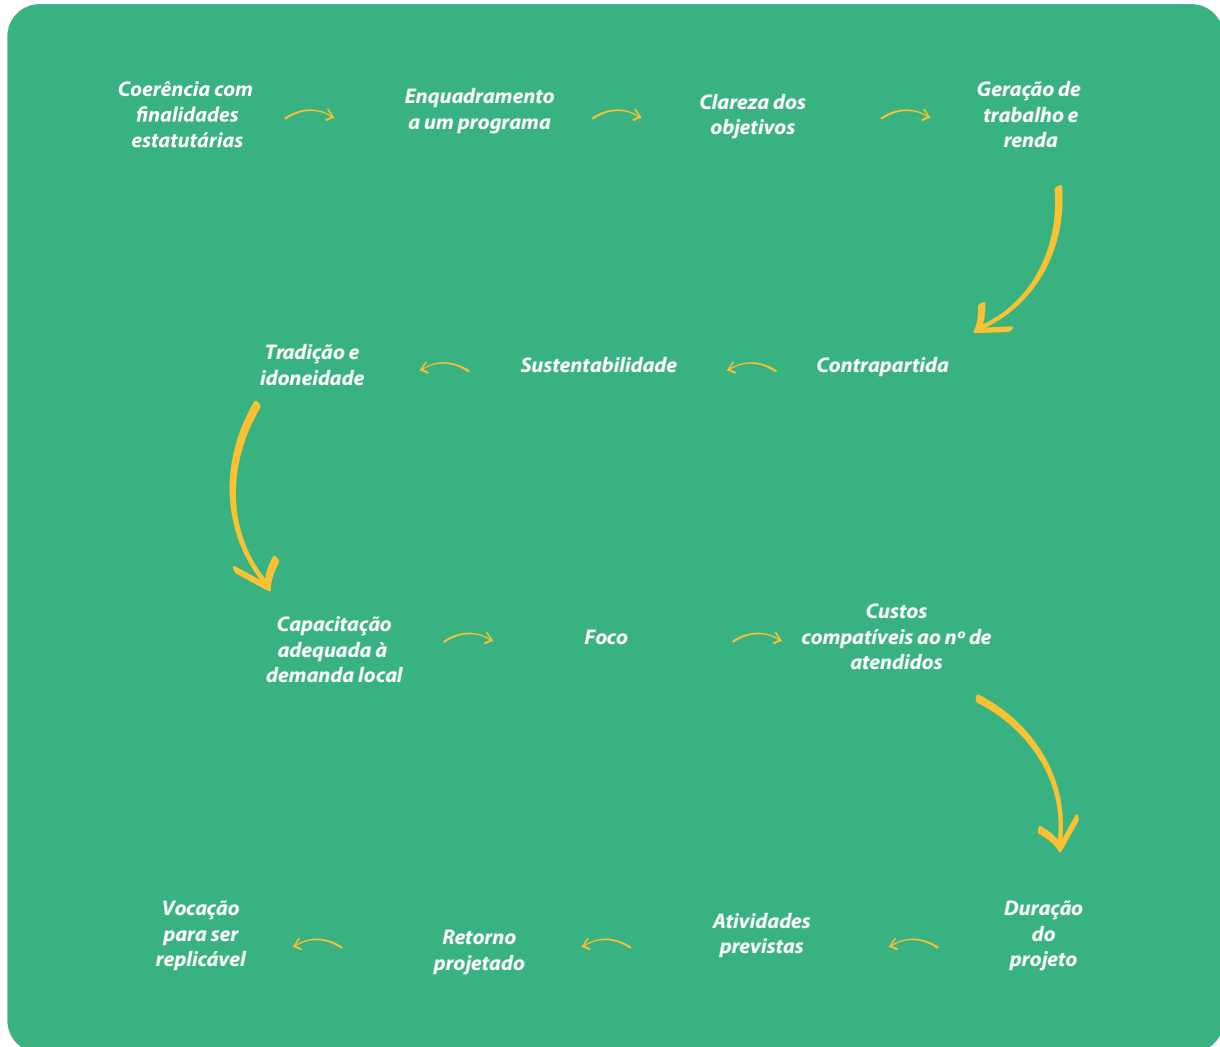 Coerência com
finalidades
estatutárias
Enquadramento
a um programa
Clareza dos
objetivos
Geração de
trabalho e
renda
Contrapartida
Sustentabilidade
Tradição e
idoneidade
Capacitação
adequada à
demanda local
Foco
Custos
compatíveis ao nº de
atendidos
Duração
do
projeto
Atividades
previstas
Retorno
projetado
Vocação
para ser
replicável